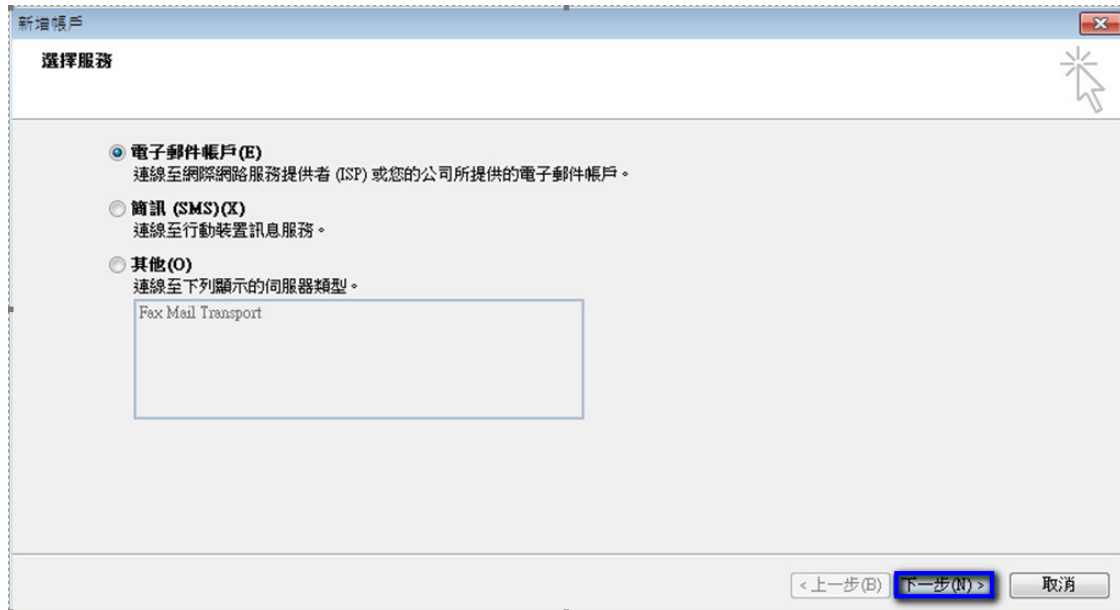 新增帳戶
選擇服務
電子郵件帳戶(E)
連線至網際網路服務提供者 (ISP) 或您的公司所提供的電子郵件帳戶。
簡訊 (SMS)(X)
連線至行動裝置訊息服務。
其他(O)
連線至下列顯示的伺服器類型。
Fax Mail Transport
< 上一步(B) 下一步(N) > 取消